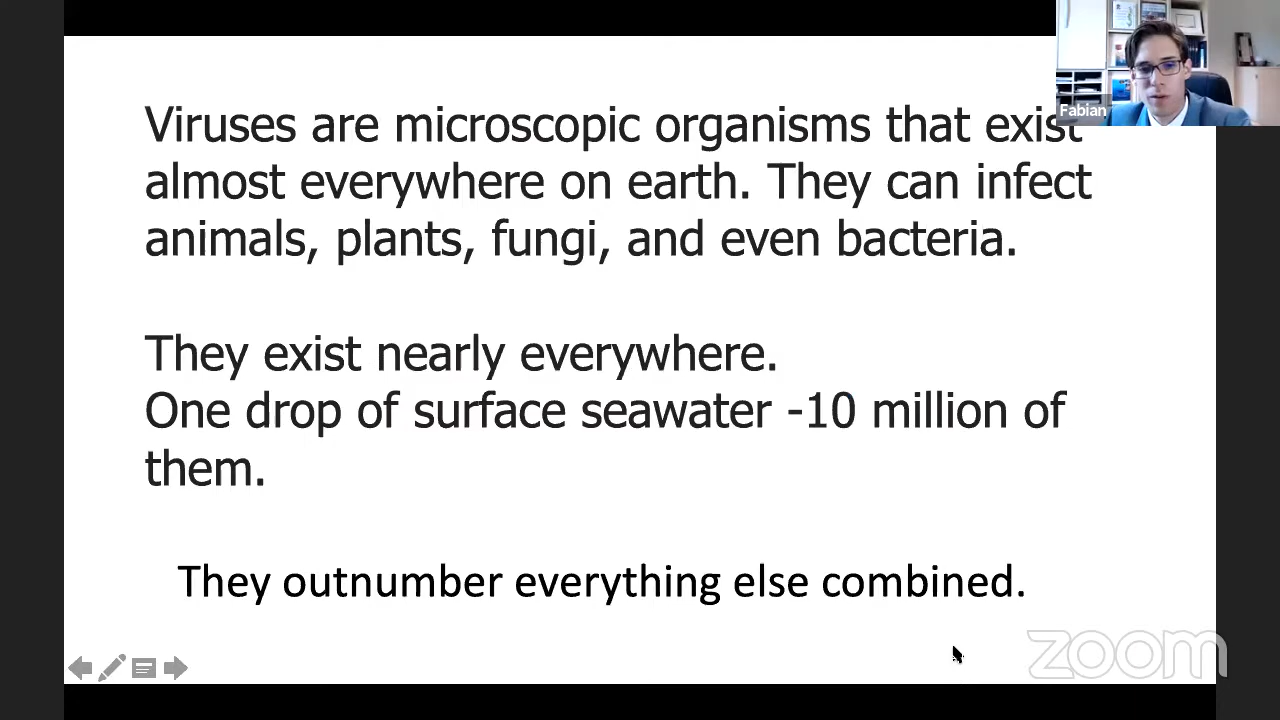 Fabian
Viruses are microscopic organisms that exist
almost everywhere on earth. They can infect
animals, plants, fungi, and even bacteria.
They exist nearly everywhere.
One drop of surface seawater -10 million of
them.
They outnumber everything else combined.
zoom